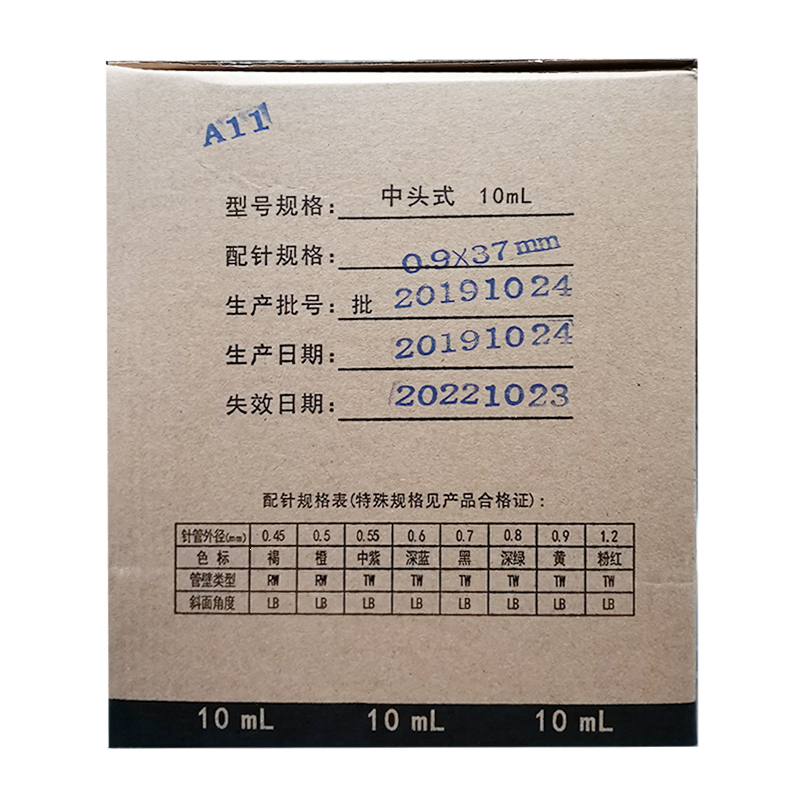 A11
型号规格: 中头式 10mL
配针规格: 0.9×37mm
生产批号: 批 20191024
生产日期: 20191024
失效日期: 20221023
配针规格表(特殊规格见产品合格证):
针管外径(mm) 0.45 0.5 0.55 0.6 0.7 0.8 0.9 1.2
色标 褐 橙 中紫 深蓝 黑 深绿 黄 粉红
管壁类型 RW RW TW TW TW TW TW TW
斜面角度 LB LB LB LB LB LB LB LB
10 mL 10 mL 10 mL